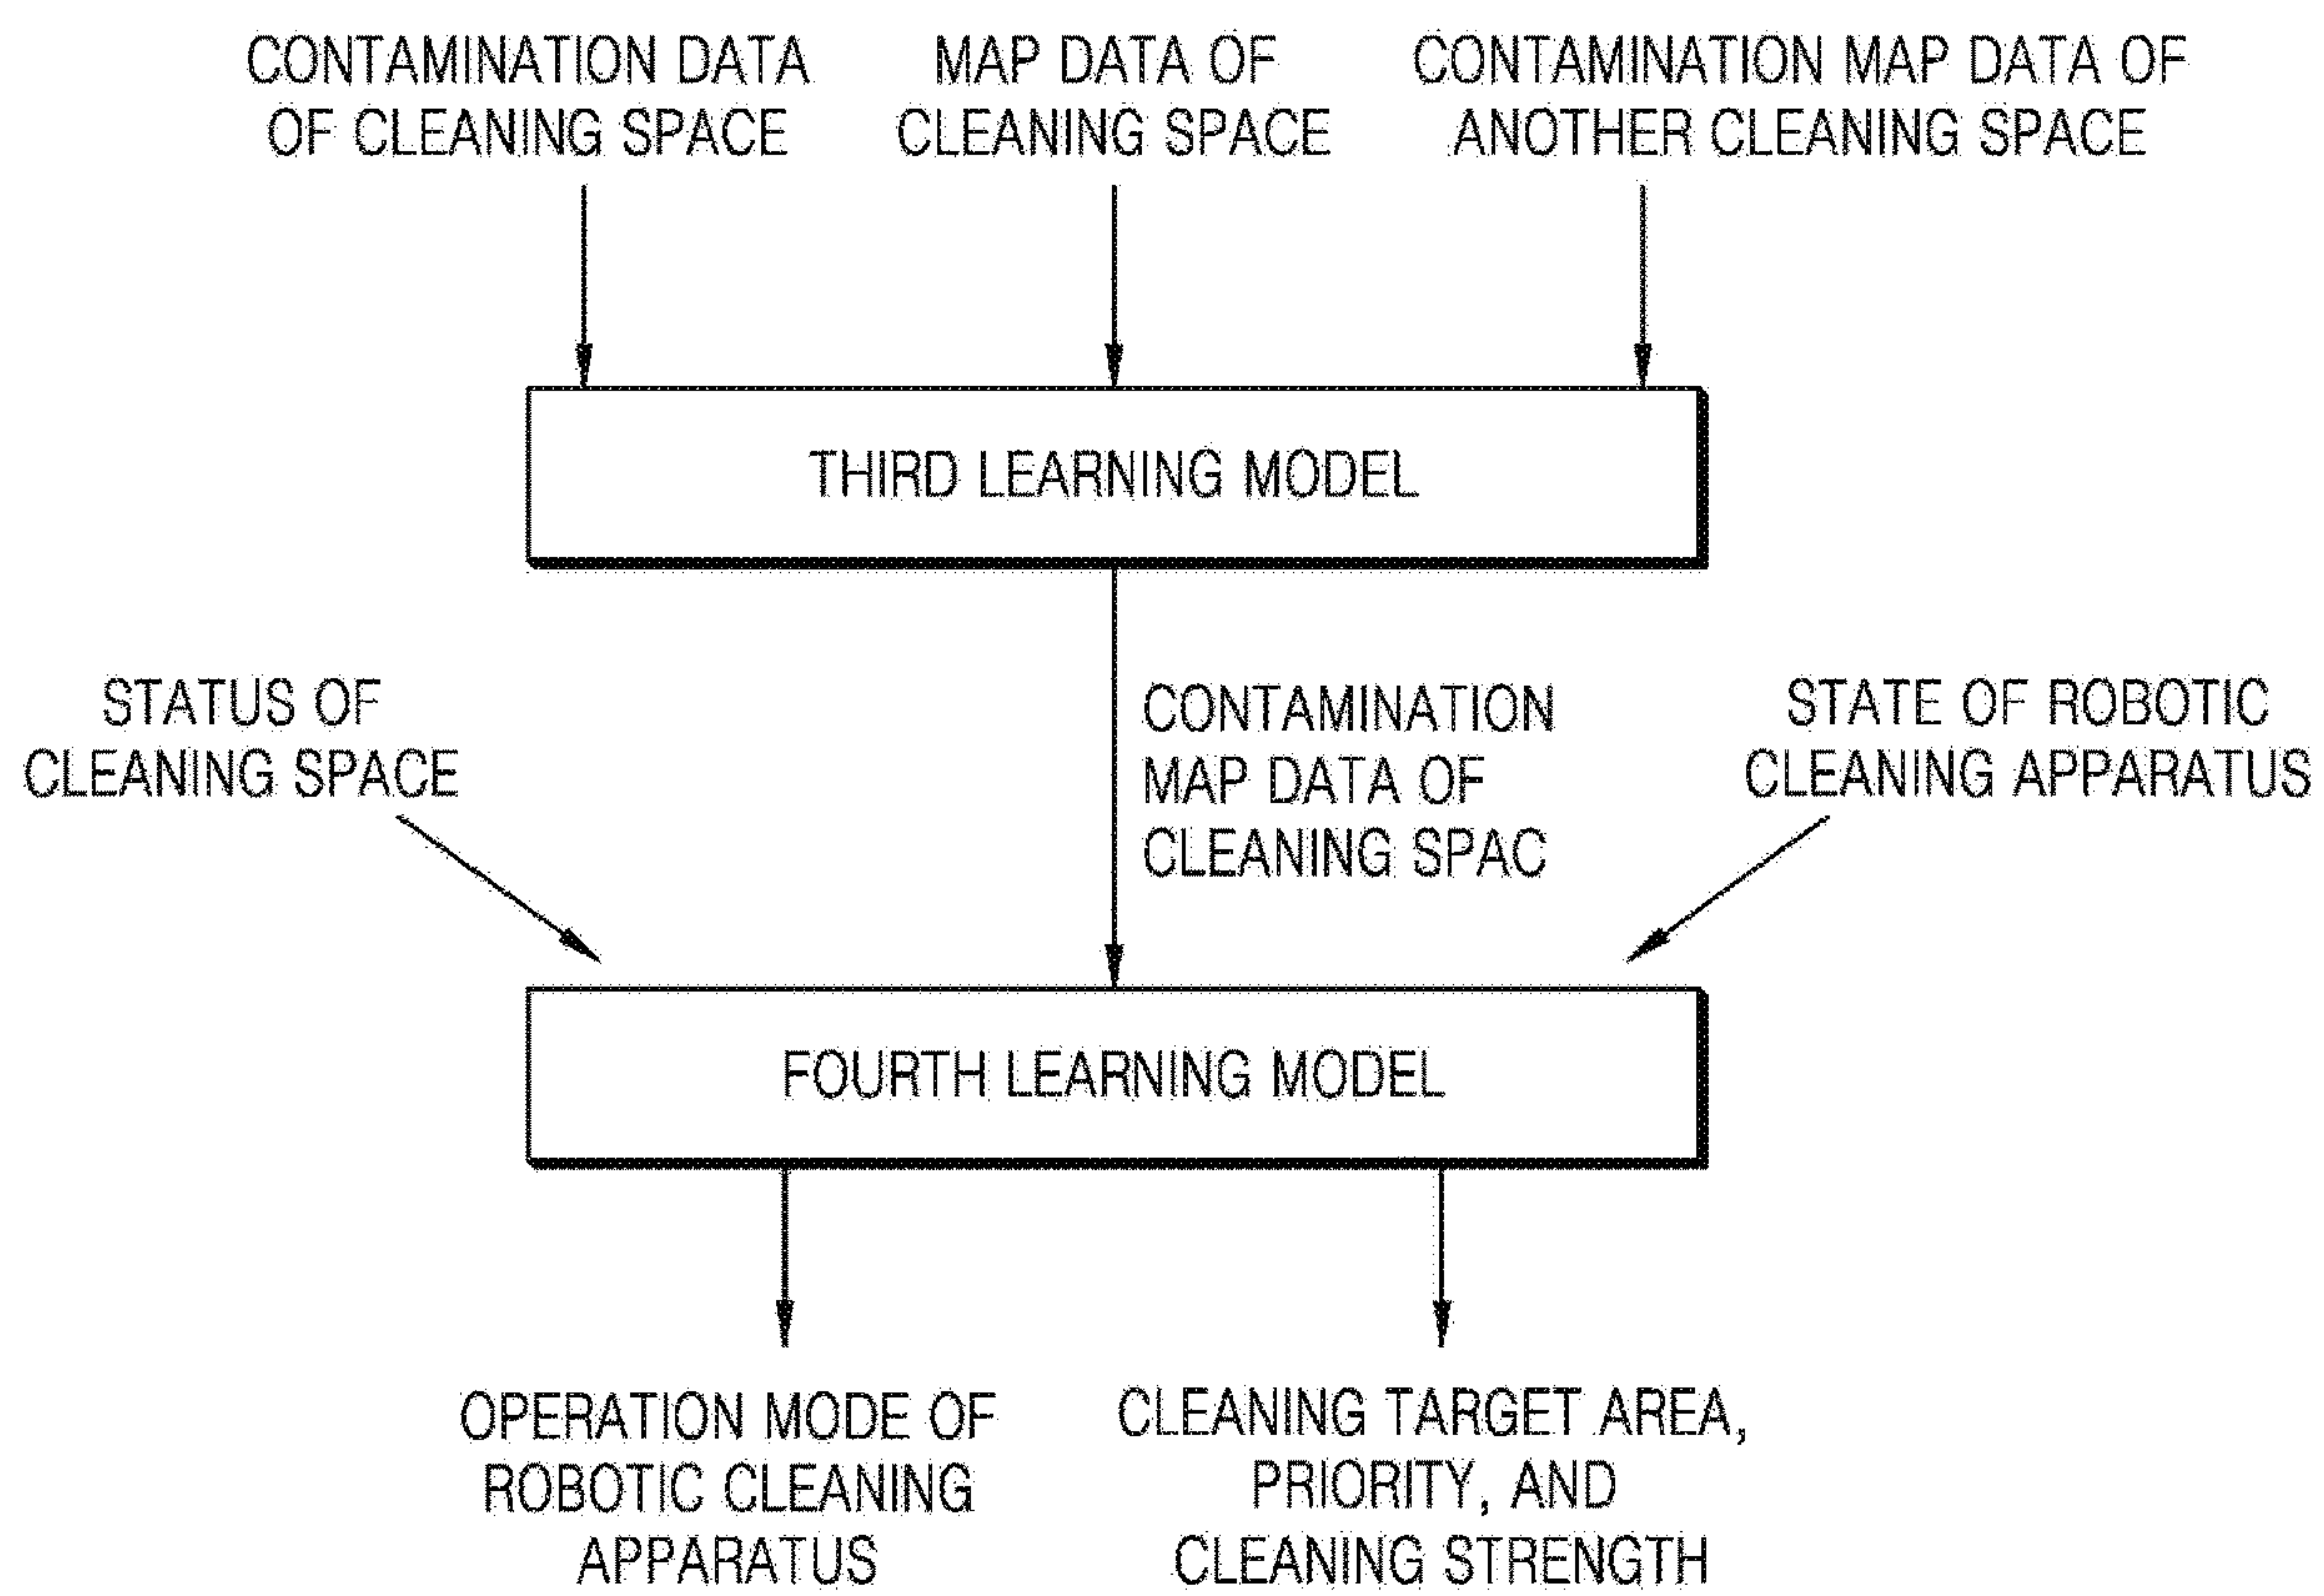 CONTAMINATION DATA
OF CLEANING SPACE
MAP DATA OF
CLEANING SPACE
CONTAMINATION MAP DATA OF
ANOTHER CLEANING SPACE
THIRD LEARNING MODEL
STATUS OF
CLEANING SPACE
CONTAMINATION
MAP DATA OF
CLEANING SPAC
STATE OF ROBOTIC
CLEANING APPARATUS
FOURTH LEARNING MODEL
OPERATION MODE OF
ROBOTIC CLEANING
APPARATUS
CLEANING TARGET AREA,
PRIORITY, AND
CLEANING STRENGTH